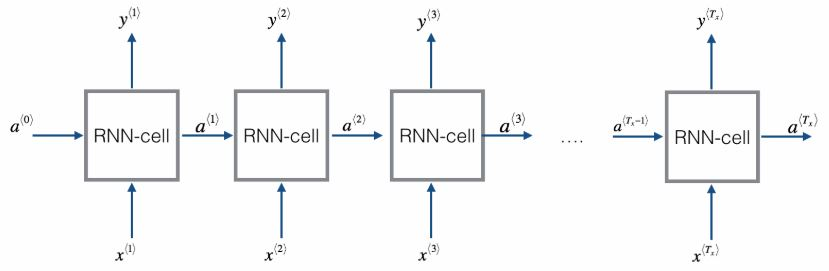 y⟨1⟩ y⟨2⟩ y⟨3⟩ y⟨Tₓ⟩
a⟨0⟩ RNN-cell a⟨1⟩ RNN-cell a⟨2⟩ RNN-cell a⟨3⟩ .... a⟨Tₓ−1⟩ RNN-cell a⟨Tₓ⟩
x⟨1⟩ x⟨2⟩ x⟨3⟩ x⟨Tₓ⟩